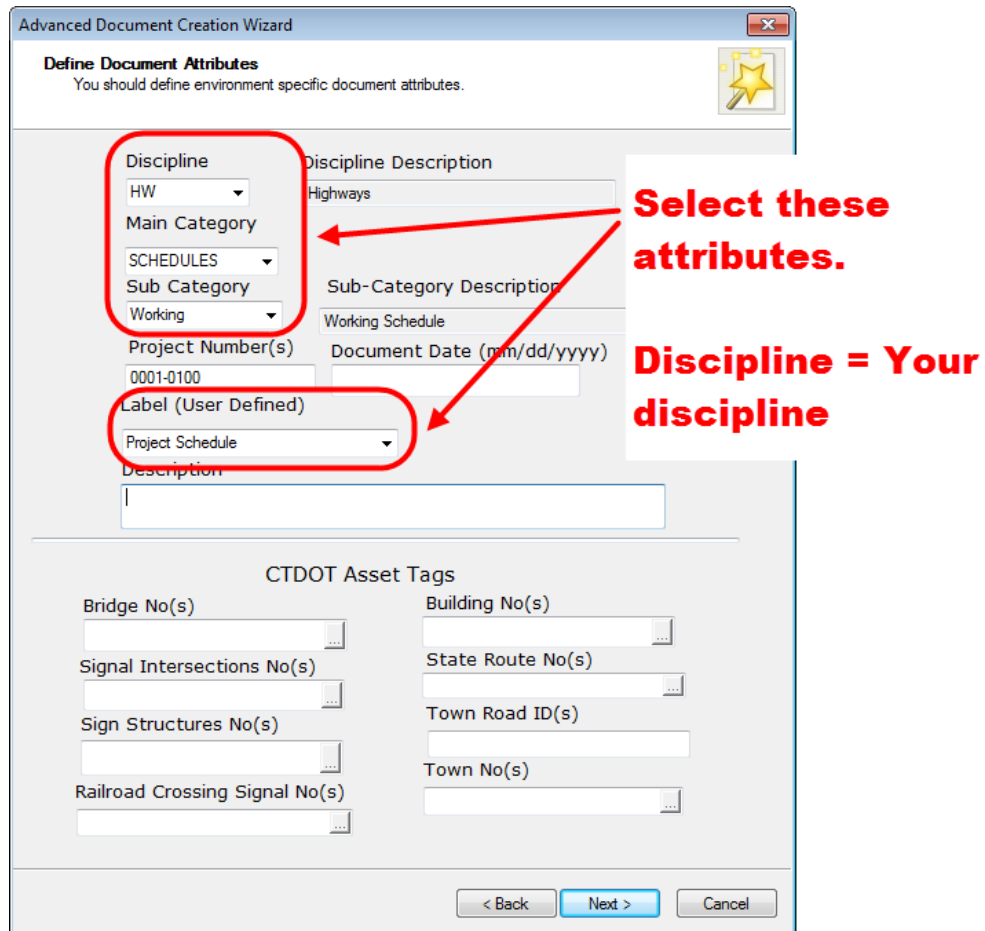 Advanced Document Creation Wizard
Define Document Attributes
You should define environment specific document attributes.
Discipline
Discipline Description
HW
Highways
Main Category
SCHEDULES
Sub Category
Sub-Category Description
Working
Working Schedule
Project Number(s)
Document Date (mm/dd/yyyy)
0001-0100
Label (User Defined)
Project Schedule
Description
Select these
attributes.
Discipline = Your
discipline
CTDOT Asset Tags
Bridge No(s)
Building No(s)
...
...
Signal Intersections No(s)
State Route No(s)
...
...
Sign Structures No(s)
Town Road ID(s)
...
Town No(s)
Railroad Crossing Signal No(s)
...
...
< Back
Next >
Cancel